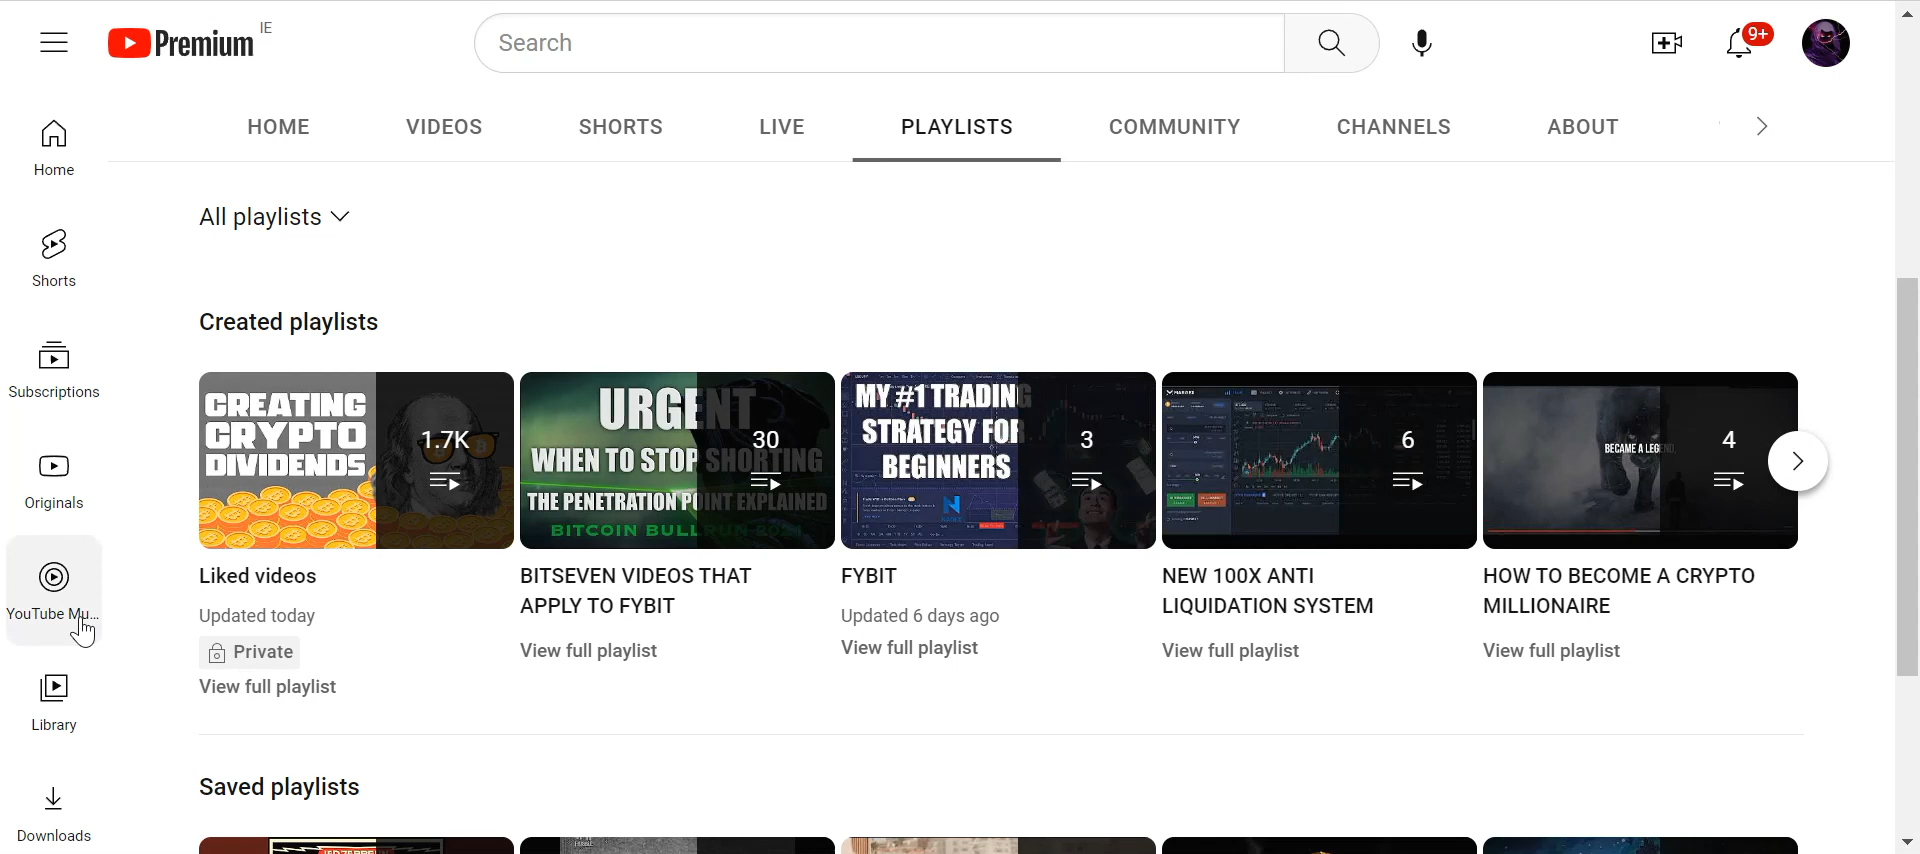 Premium IE
Search
9+
HOME VIDEOS SHORTS LIVE PLAYLISTS COMMUNITY CHANNELS ABOUT
Home
Shorts
Subscriptions
Originals
YouTube Mu...
Library
Downloads
All playlists
Created playlists
CREATING
CRYPTO
DIVIDENDS
1.7K
URGENT
WHEN TO STOP SHORTING
THE PENETRATION POINT EXPLAINED
BITCOIN BULLRUN 2021
30
MY #1 TRADING
STRATEGY FOR
BEGINNERS
3
6
BECAME A LEGEND,
4
Liked videos
Updated today
Private
View full playlist
BITSEVEN VIDEOS THAT
APPLY TO FYBIT
View full playlist
FYBIT
Updated 6 days ago
View full playlist
NEW 100X ANTI
LIQUIDATION SYSTEM
View full playlist
HOW TO BECOME A CRYPTO
MILLIONAIRE
View full playlist
Saved playlists